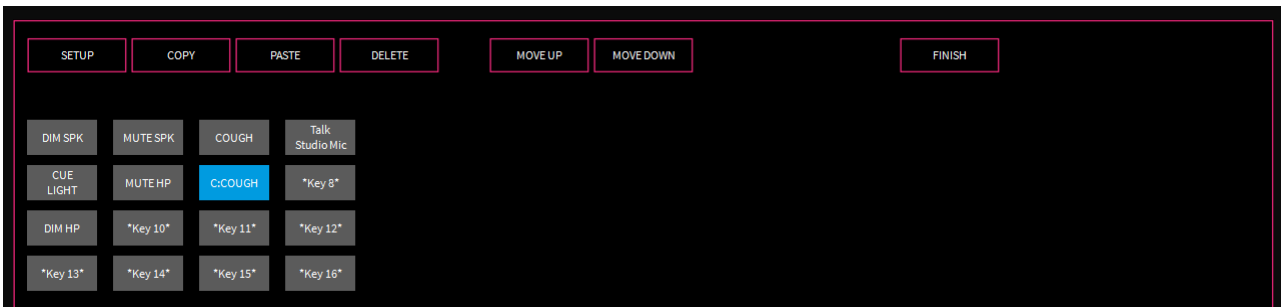 SETUP COPY PASTE DELETE MOVE UP MOVE DOWN FINISH
DIM SPK MUTE SPK COUGH Talk
Studio Mic
CUE
LIGHT MUTE HP C:COUGH *Key 8*
DIM HP *Key 10* *Key 11* *Key 12*
*Key 13* *Key 14* *Key 15* *Key 16*